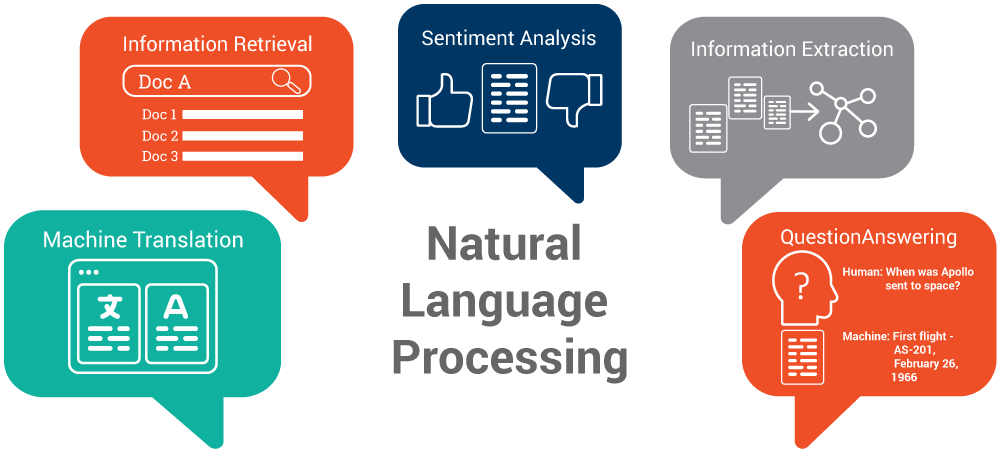 Information Retrieval
Doc A
Doc 1
Doc 2
Doc 3
Sentiment Analysis
Information Extraction
Machine Translation
文 A
Natural
Language
Processing
QuestionAnswering
?
Human: When was Apollo
sent to space?
Machine: First flight -
AS-201,
February 26,
1966